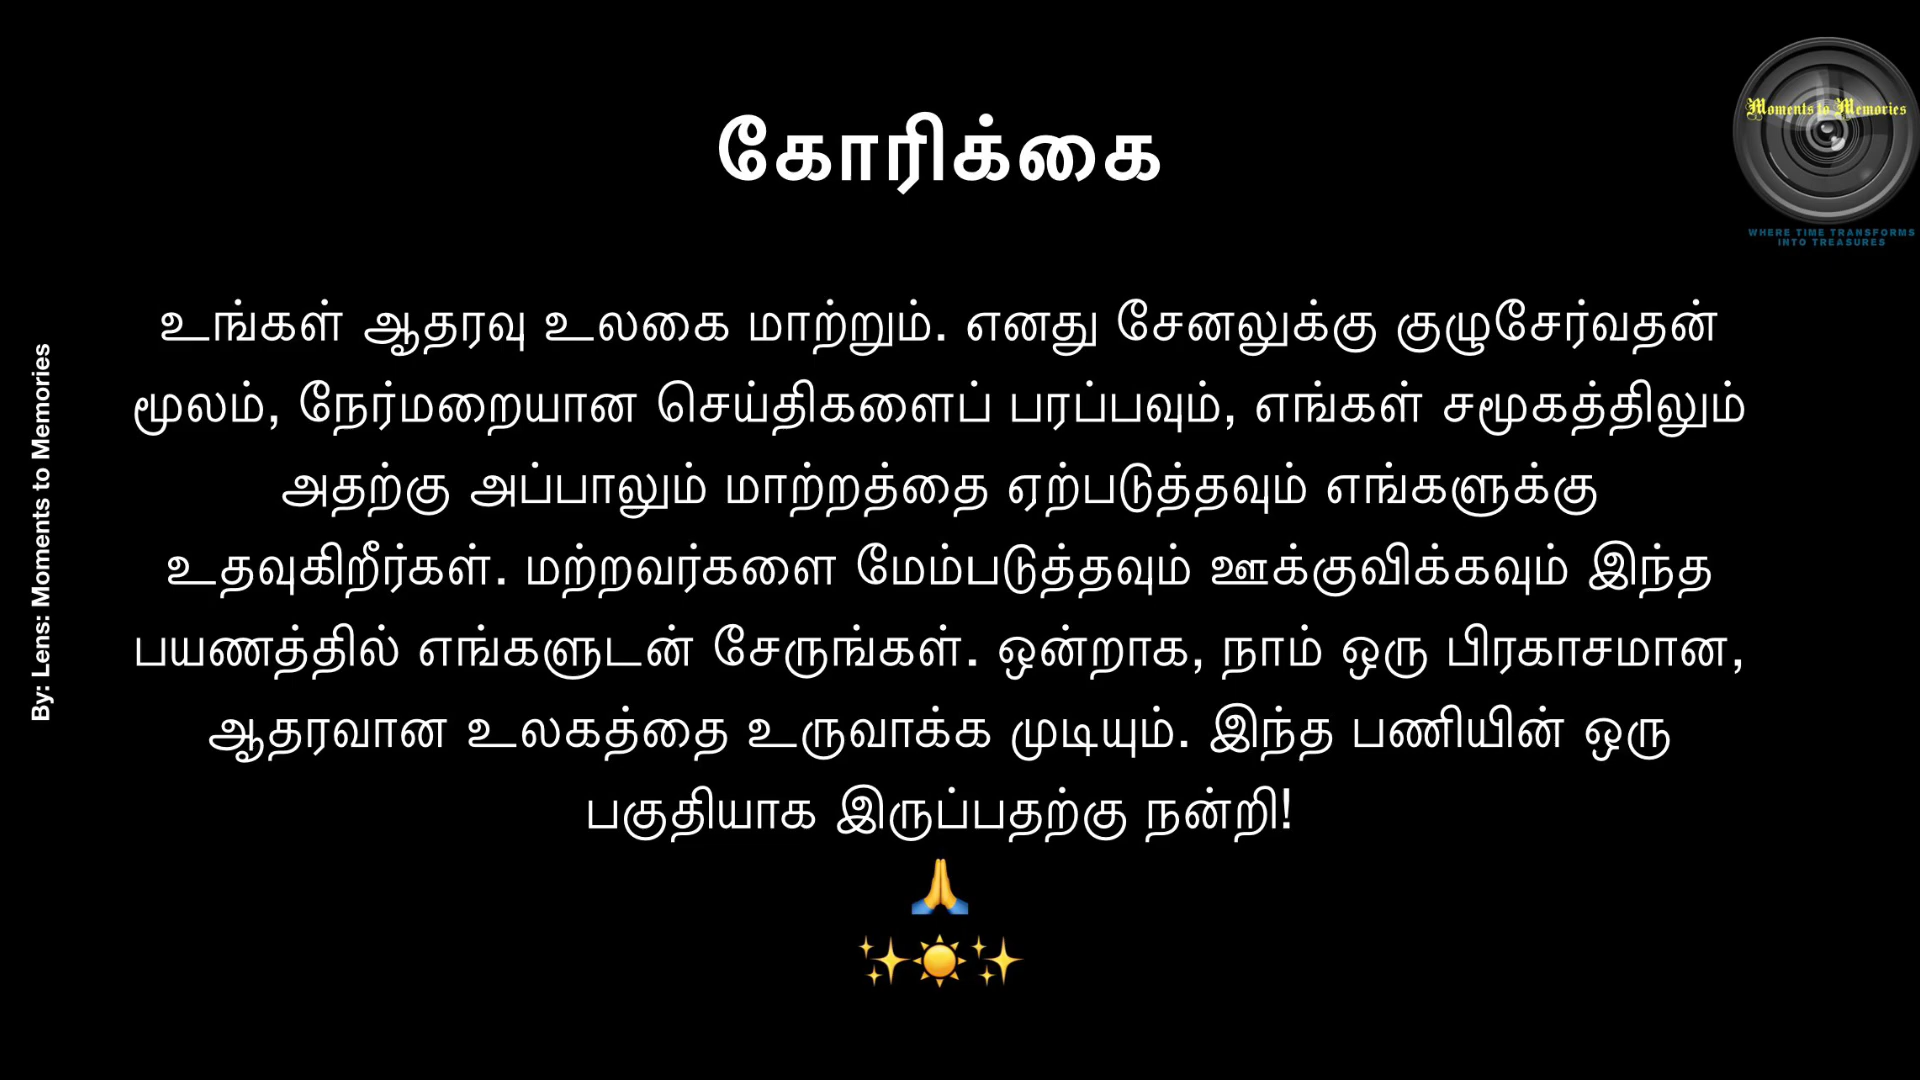 கோரிக்கை
Moments to Memories
WHERE TIME TRANSFORMS
INTO TREASURES
உங்கள் ஆதரவு உலகை மாற்றும். எனது சேனலுக்கு குழுசேர்வதன்
மூலம், நேர்மறையான செய்திகளைப் பரப்பவும், எங்கள் சமூகத்திலும்
அதற்கு அப்பாலும் மாற்றத்தை ஏற்படுத்தவும் எங்களுக்கு
உதவுகிறீர்கள். மற்றவர்களை மேம்படுத்தவும் ஊக்குவிக்கவும் இந்த
பயணத்தில் எங்களுடன் சேருங்கள். ஒன்றாக, நாம் ஒரு பிரகாசமான,
ஆதரவான உலகத்தை உருவாக்க முடியும். இந்த பணியின் ஒரு
பகுதியாக இருப்பதற்கு நன்றி!
🙏
✨☀️✨
By: Lens: Moments to Memories